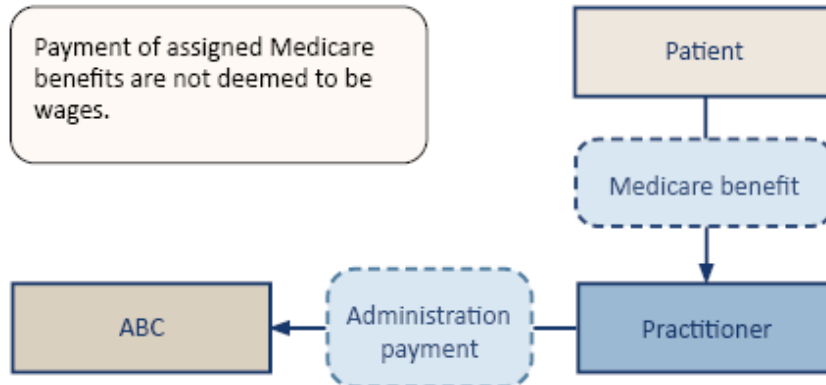 Payment of assigned Medicare
benefits are not deemed to be
wages.
Patient
Medicare benefit
ABC
Administration
payment
Practitioner